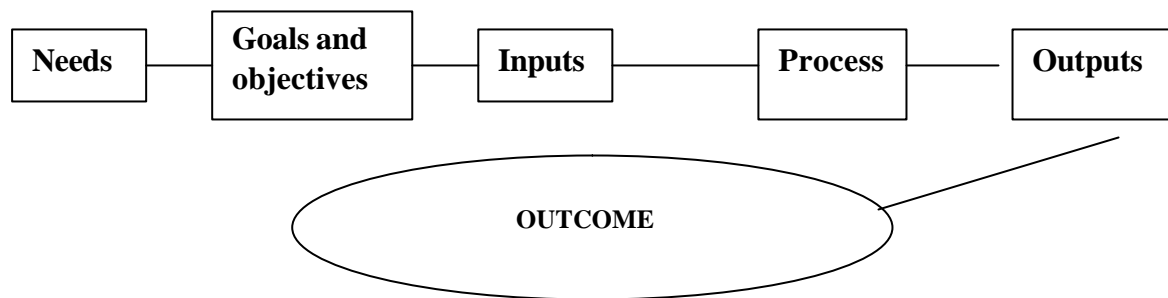 Needs
Goals and
objectives
Inputs
Process
Outputs
OUTCOME